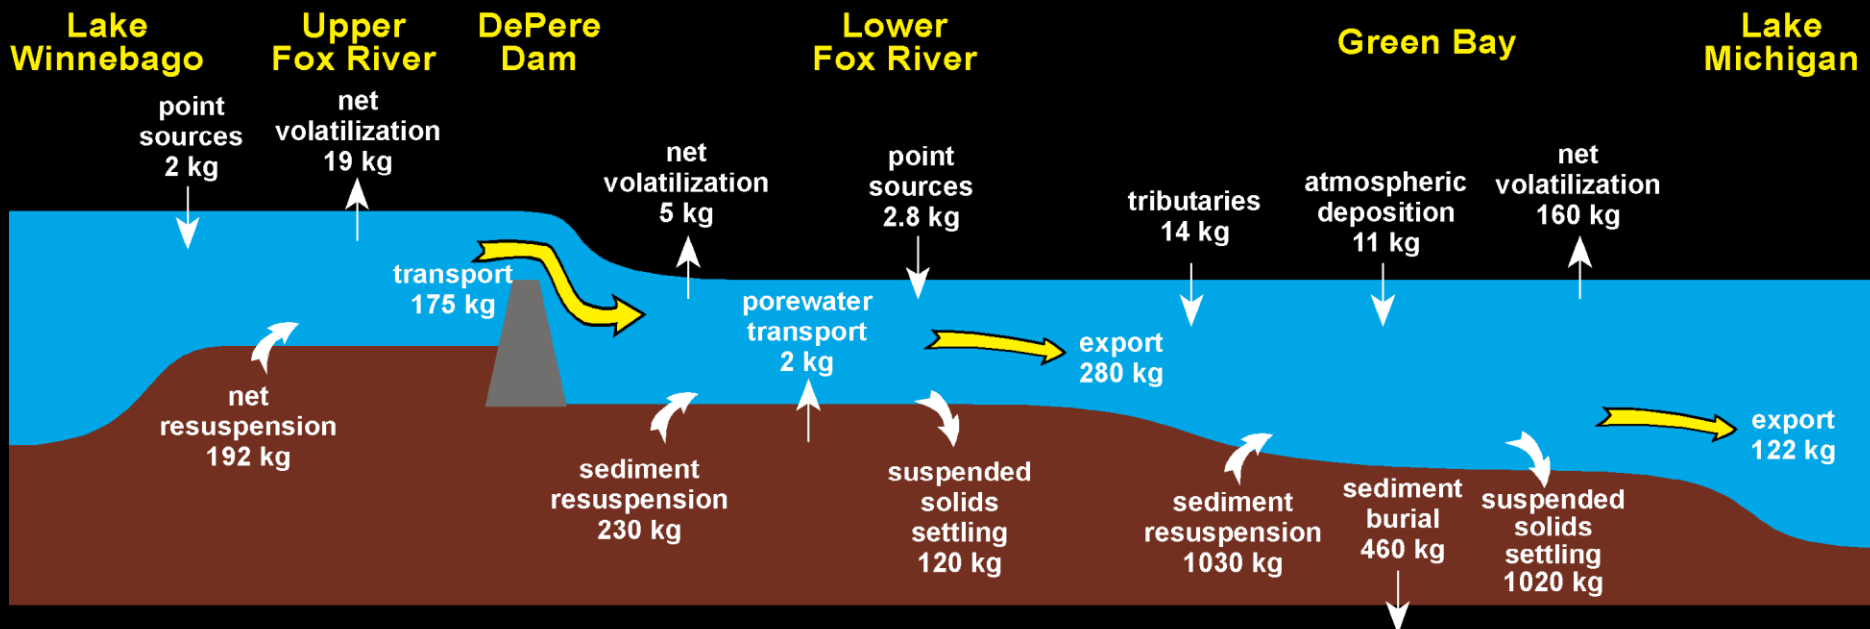 Lake
Winnebago
Upper
Fox River
DePere
Dam
Lower
Fox River
Green Bay
Lake
Michigan
point
sources
2 kg
net
volatilization
19 kg
net
volatilization
5 kg
point
sources
2.8 kg
tributaries
14 kg
atmospheric
deposition
11 kg
net
volatilization
160 kg
transport
175 kg
porewater
transport
2 kg
export
280 kg
export
122 kg
net
resuspension
192 kg
sediment
resuspension
230 kg
suspended
solids
settling
120 kg
sediment
resuspension
1030 kg
sediment
burial
460 kg
suspended
solids
settling
1020 kg